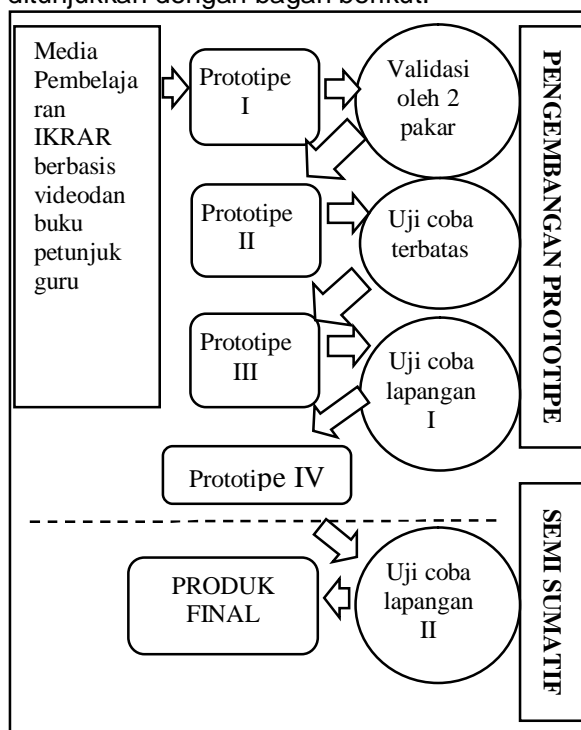 ditunjukkan dengan bagan berikut:
Media
Pembelaja
ran
IKRAR
berbasis
videodan
buku
petunjuk
guru
Prototipe
I
Validasi
oleh 2
pakar
Prototipe
II
Uji coba
terbatas
Prototipe
III
Uji coba
lapangan
I
Prototipe IV
PENGEMBANGAN PROTOTIPE
Uji coba
lapangan
II
PRODUK
FINAL
SEMI SUMATIF